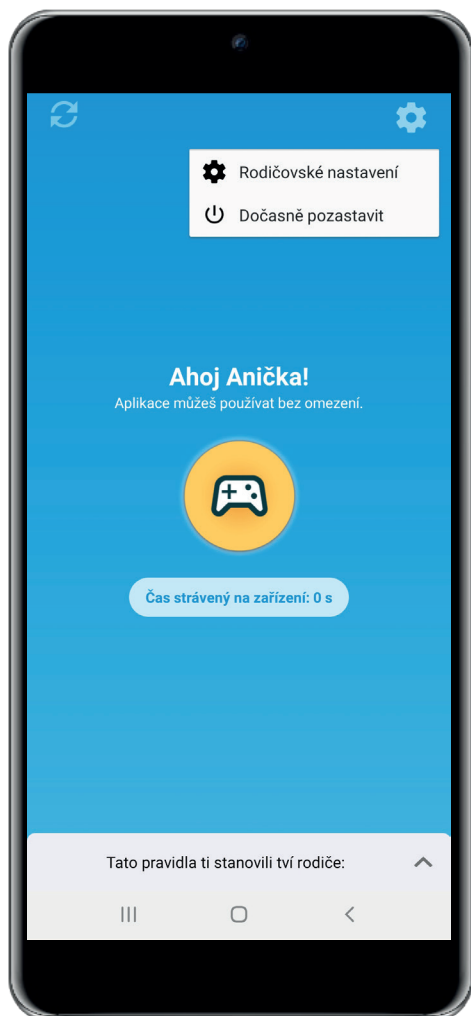 Rodičovské nastavení
Dočasně pozastavit
Ahoj Anička!
Aplikace můžeš používat bez omezení.
Čas strávený na zařízení: 0 s
Tato pravidla ti stanovili tví rodiče: